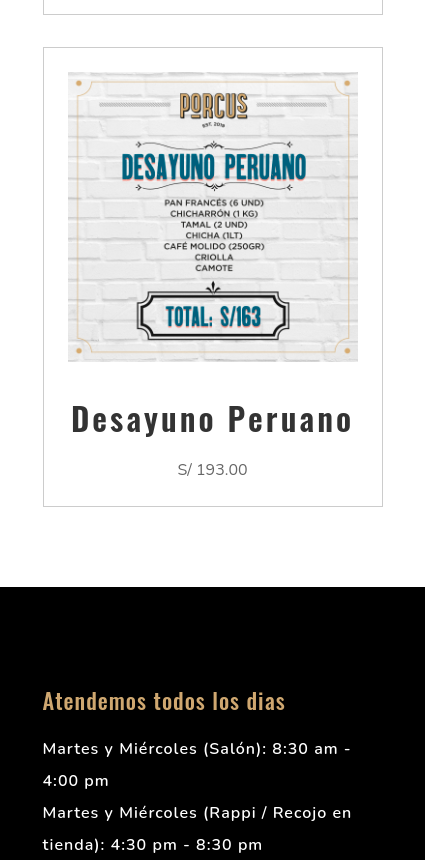 PORCUS
EST. 2016
DESAYUNO PERUANO
PAN FRANCÉS (6 UND)
CHICHARRÓN (1 KG)
TAMAL (2 UND)
CHICHA (1LT)
CAFÉ MOLIDO (250GR)
CRIOLLA
CAMOTE
TOTAL: S/163
Desayuno Peruano
S/ 193.00
Atendemos todos los dias
Martes y Miércoles (Salón): 8:30 am -
4:00 pm
Martes y Miércoles (Rappi / Recojo en
tienda): 4:30 pm - 8:30 pm